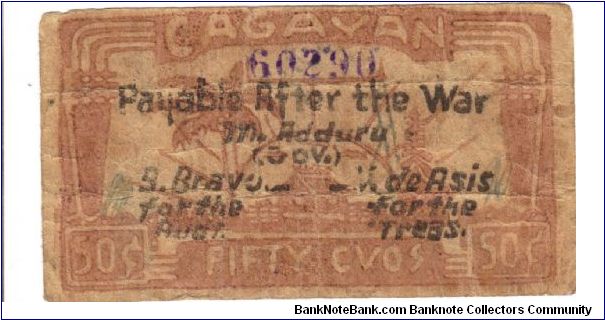 CAGAYAN
60290
Payable After the War
M. Adduru
(Gov.)
B. Bravo de Asis
for the for the
Treas.
50¢ FIFTY CVOS 50¢
BankNoteBank.com Banknote Collectors Community